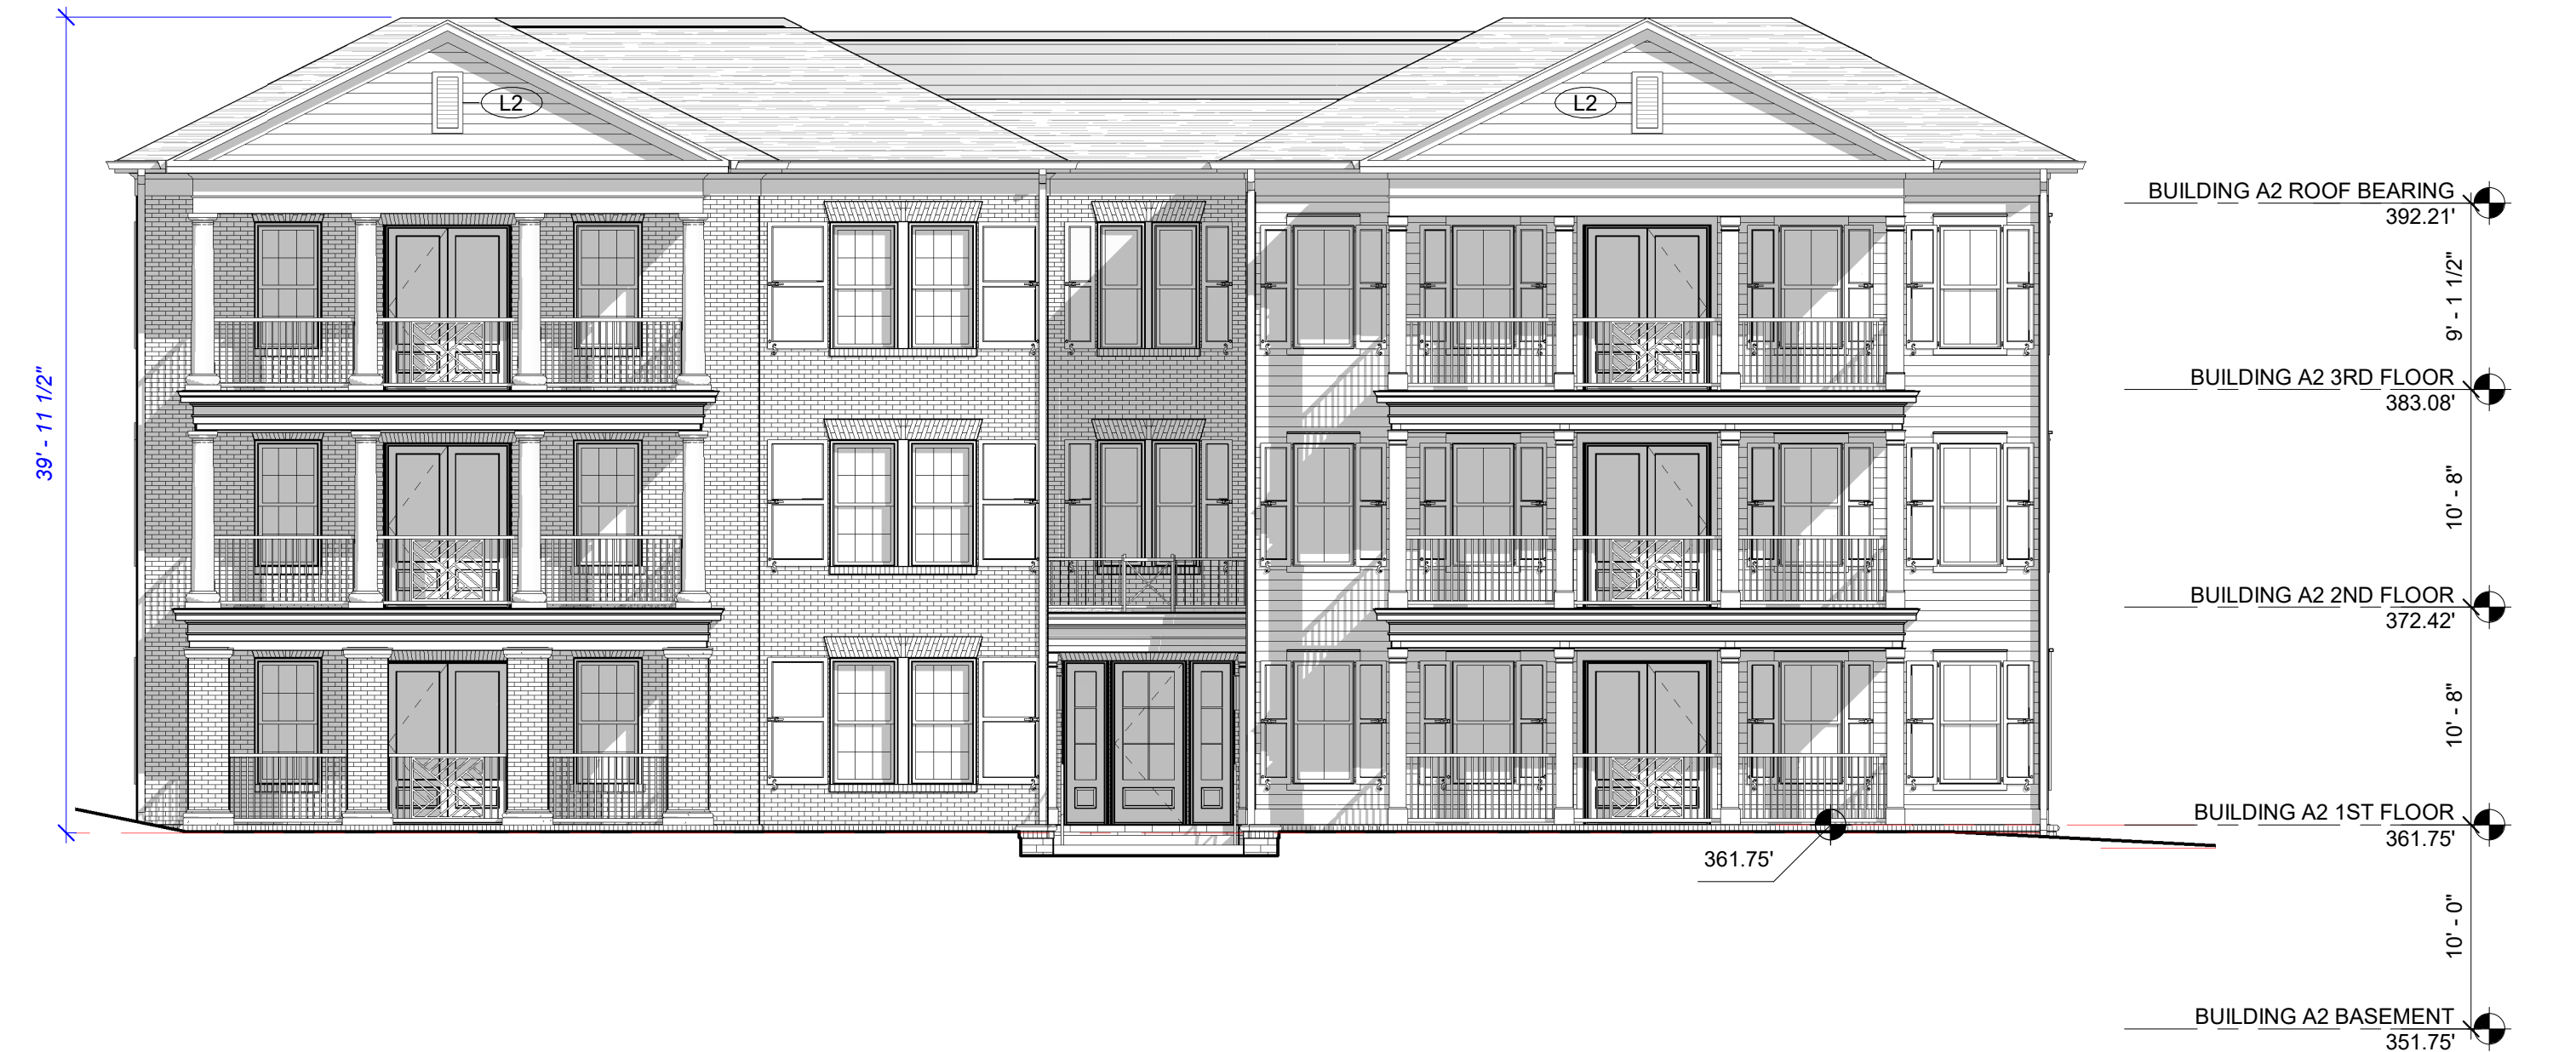 L2
L2
39' - 11 1/2"
BUILDING A2 ROOF BEARING
392.21'
9' - 1 1/2"
BUILDING A2 3RD FLOOR
383.08'
10' - 8"
BUILDING A2 2ND FLOOR
372.42'
10' - 8"
BUILDING A2 1ST FLOOR
361.75'
361.75'
10' - 0"
BUILDING A2 BASEMENT
351.75'